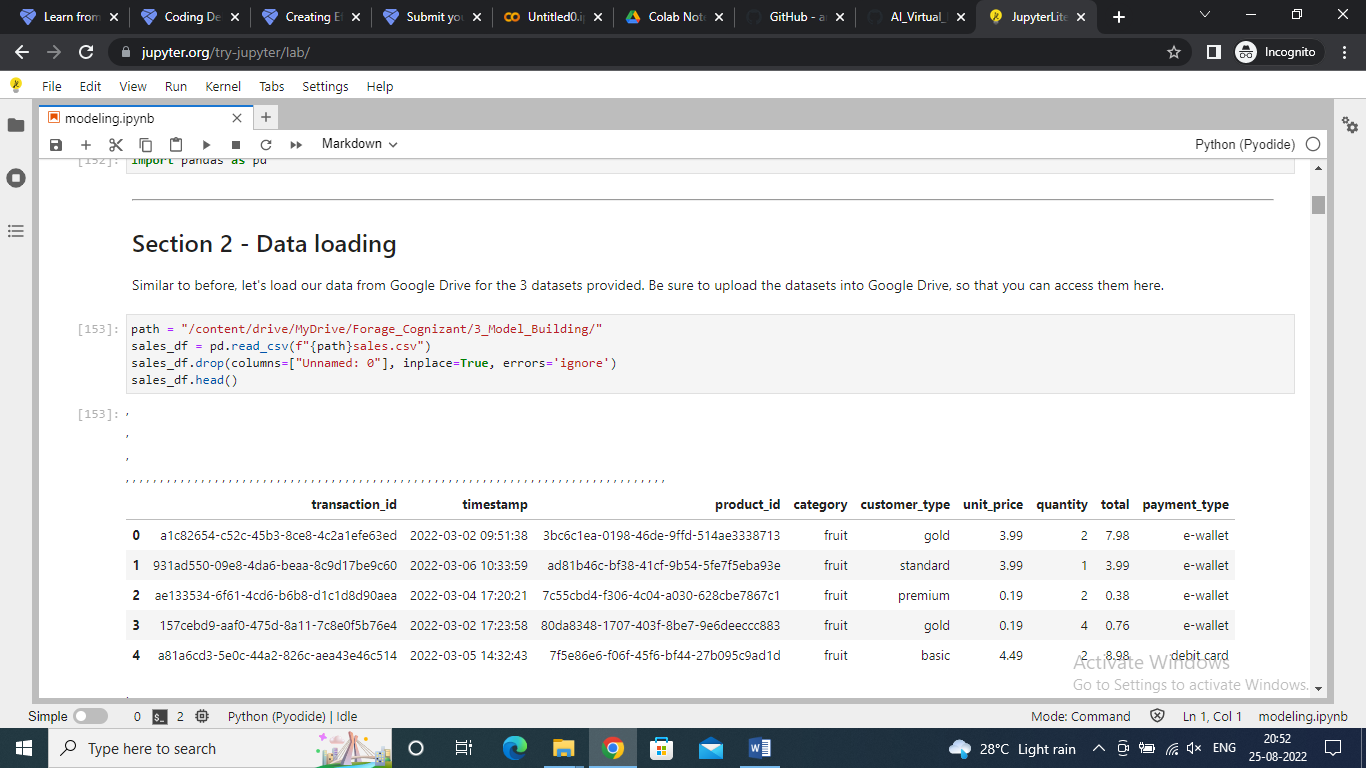 Learn from
Coding De
Creating E
Submit yo
Untitled0.i
Colab Not
GitHub - a
AI_Virtual_
JupyterLite
jupyter.org/try-jupyter/lab/
Incognito
File Edit View Run Kernel Tabs Settings Help
modeling.ipynb
Markdown
Python (Pyodide)
[152]: import pandas as pd
Section 2 - Data loading
Similar to before, let's load our data from Google Drive for the 3 datasets provided. Be sure to upload the datasets into Google Drive, so that you can access them here.
[153]: path = "/content/drive/MyDrive/Forage_Cognizant/3_Model_Building/"
sales_df = pd.read_csv(f"{path}sales.csv")
sales_df.drop(columns=["Unnamed: 0"], inplace=True, errors='ignore')
sales_df.head()
[153]: ,
,
,
transaction_id timestamp product_id category customer_type unit_price quantity total payment_type
0 a1c82654-c52c-45b3-8ce8-4c2a1efe63ed 2022-03-02 09:51:38 3bc6c1ea-0198-46de-9ffd-514ae3338713 fruit gold 3.99 2 7.98 e-wallet
1 931ad550-09e8-4da6-beaa-8c9d17be9c60 2022-03-06 10:33:59 ad81b46c-bf38-41cf-9b54-5fe7f5eba93e fruit standard 3.99 1 3.99 e-wallet
2 ae133534-6f61-4cd6-b6b8-d1c1d8d90aea 2022-03-04 17:20:21 7c55cbd4-f306-4c04-a030-628cbe7867c1 fruit premium 0.19 2 0.38 e-wallet
3 157cebd9-aaf0-475d-8a11-7c8e0f5b76e4 2022-03-02 17:23:58 80da8348-1707-403f-8be7-9e6deeccc883 fruit gold 0.19 4 0.76 e-wallet
4 a81a6cd3-5e0c-44a2-826c-aea43e46c514 2022-03-05 14:32:43 7f5e86e6-f06f-45f6-bf44-27b095c9ad1d fruit basic 4.49 2 8.98 debit card
Activate Windows
Go to Settings to activate Windows.
Simple 0 2 Python (Pyodide) | Idle Mode: Command Ln 1, Col 1 modeling.ipynb
Type here to search
28°C Light rain
ENG
20:52
25-08-2022